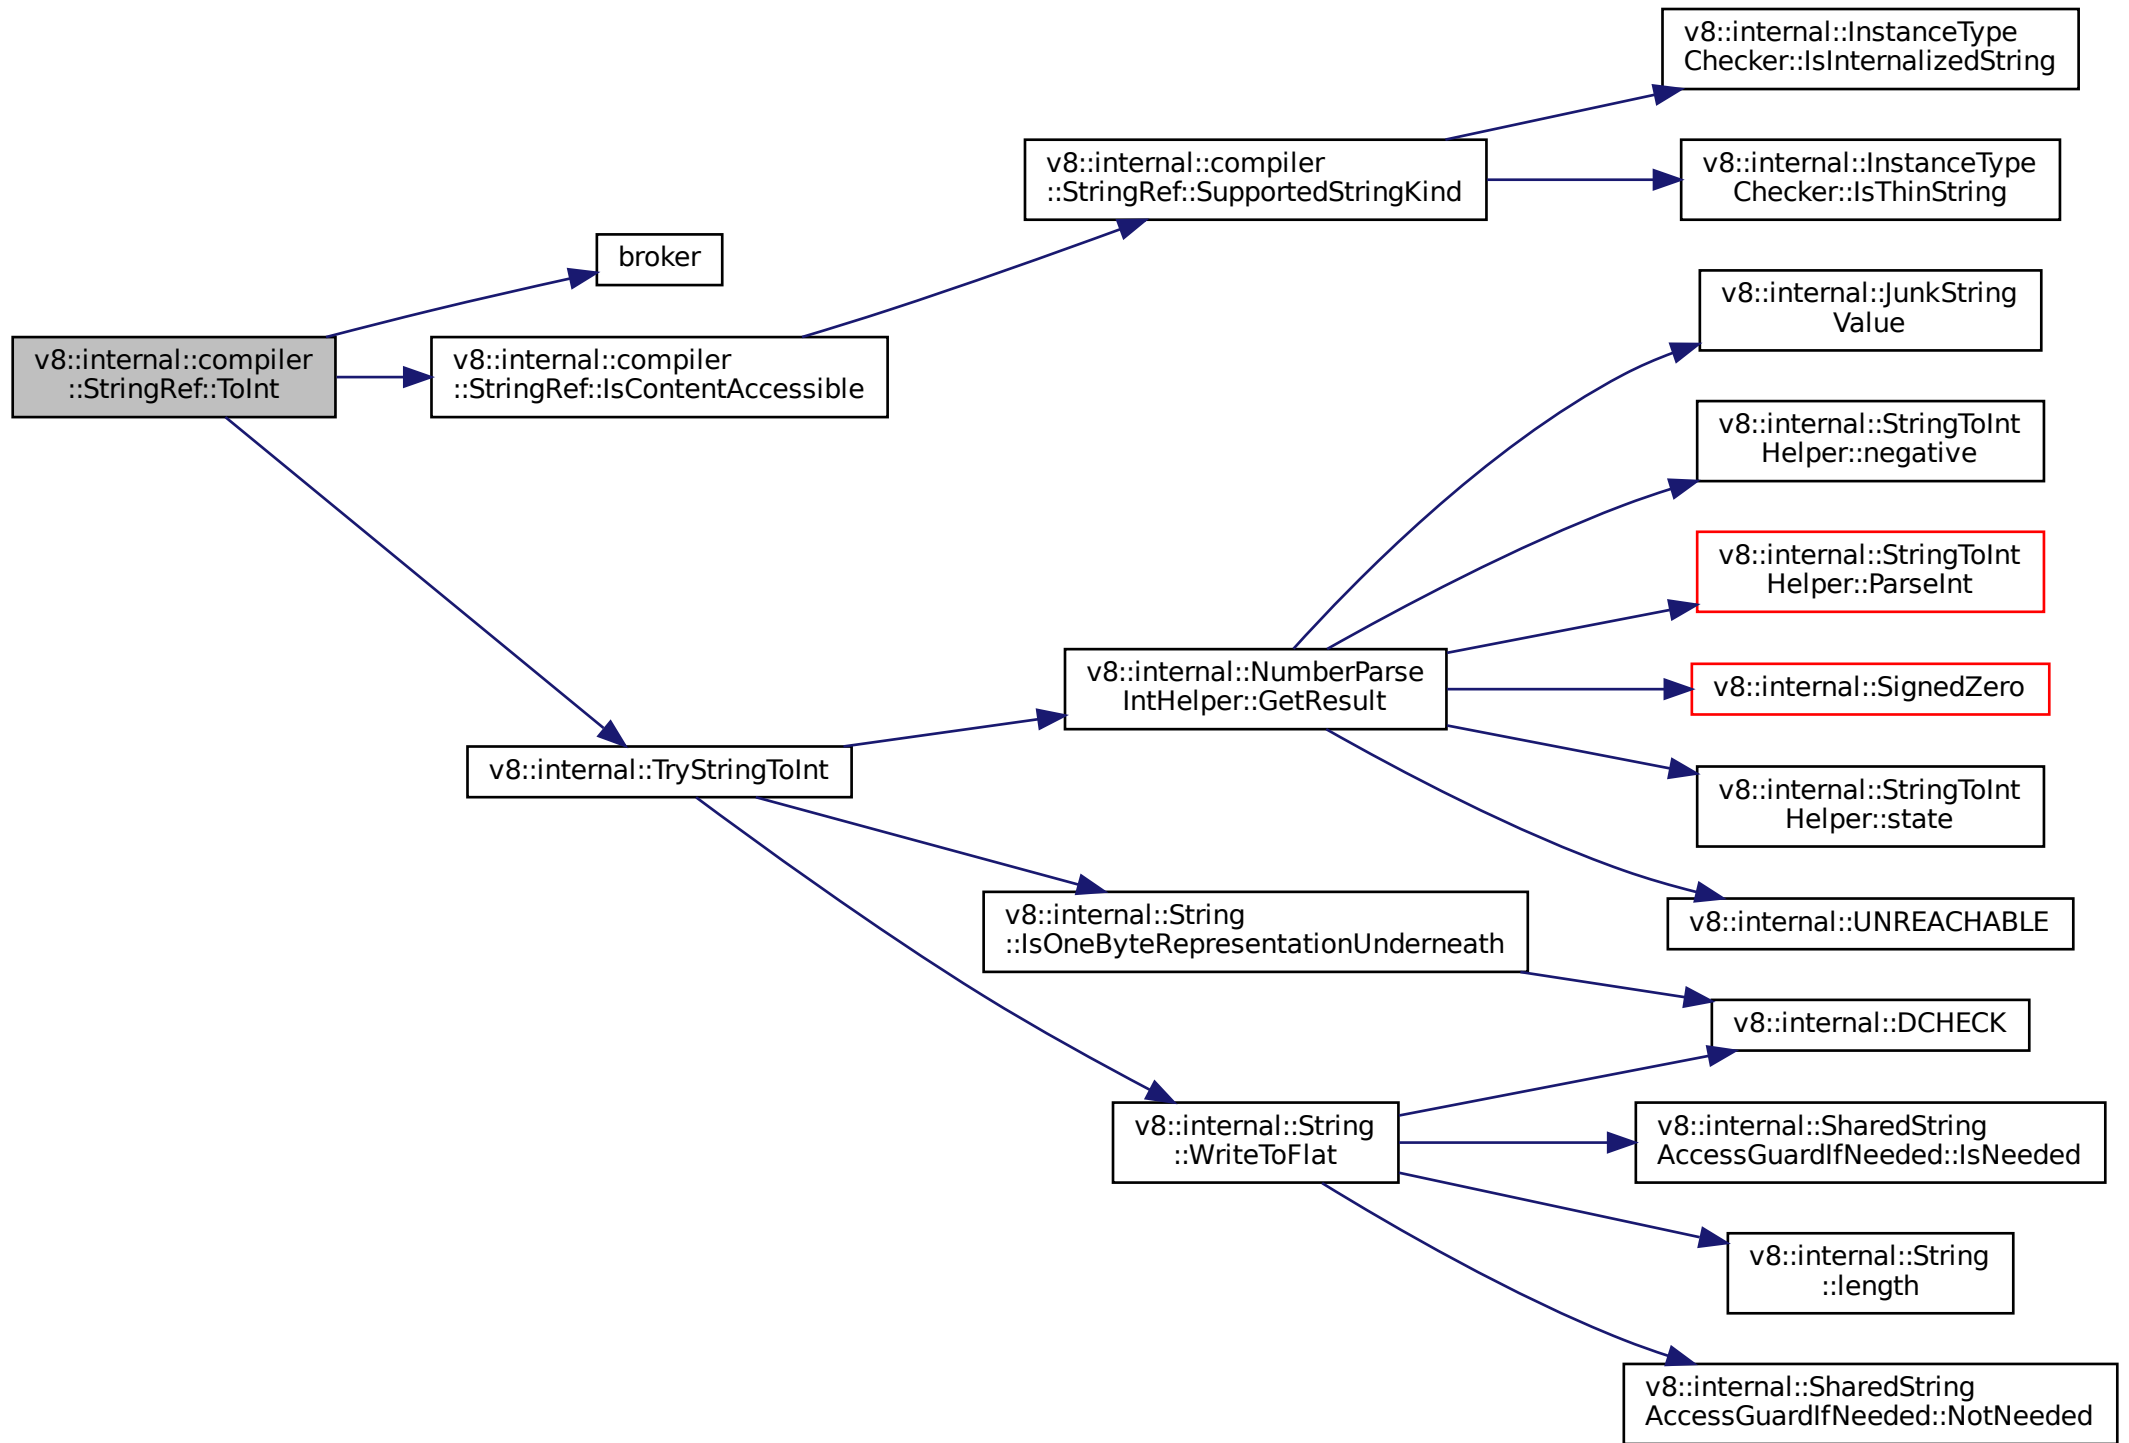 v8::internal::InstanceType
Checker::IsInternalizedString
v8::internal::compiler
::StringRef::SupportedStringKind
v8::internal::InstanceType
Checker::IsThinString
broker
v8::internal::JunkString
Value
v8::internal::compiler
::StringRef::ToInt
v8::internal::compiler
::StringRef::IsContentAccessible
v8::internal::StringToInt
Helper::negative
v8::internal::StringToInt
Helper::ParseInt
v8::internal::NumberParse
IntHelper::GetResult
v8::internal::SignedZero
v8::internal::TryStringToInt
v8::internal::StringToInt
Helper::state
v8::internal::String
::IsOneByteRepresentationUnderneath
v8::internal::UNREACHABLE
v8::internal::DCHECK
v8::internal::String
::WriteToFlat
v8::internal::SharedString
AccessGuardIfNeeded::IsNeeded
v8::internal::String
::length
v8::internal::SharedString
AccessGuardIfNeeded::NotNeeded